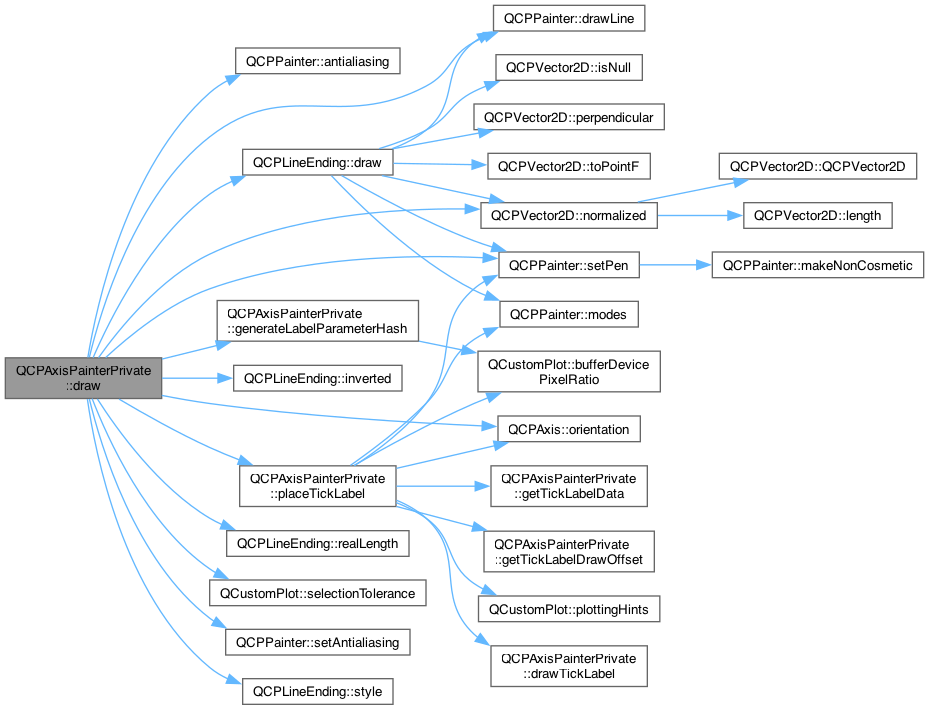 QCPPainter::drawLine
QCPPainter::antialiasing
QCPVector2D::isNull
QCPVector2D::perpendicular
QCPLineEnding::draw
QCPVector2D::toPointF
QCPVector2D::QCPVector2D
QCPVector2D::normalized
QCPVector2D::length
QCPPainter::setPen
QCPPainter::makeNonCosmetic
QCPAxisPainterPrivate
::generateLabelParameterHash
QCPPainter::modes
QCPAxisPainterPrivate
::draw
QCPLineEnding::inverted
QCustomPlot::bufferDevice
PixelRatio
QCPAxis::orientation
QCPAxisPainterPrivate
::placeTickLabel
QCPAxisPainterPrivate
::getTickLabelData
QCPLineEnding::realLength
QCPAxisPainterPrivate
::getTickLabelDrawOffset
QCustomPlot::selectionTolerance
QCustomPlot::plottingHints
QCPPainter::setAntialiasing
QCPAxisPainterPrivate
::drawTickLabel
QCPLineEnding::style